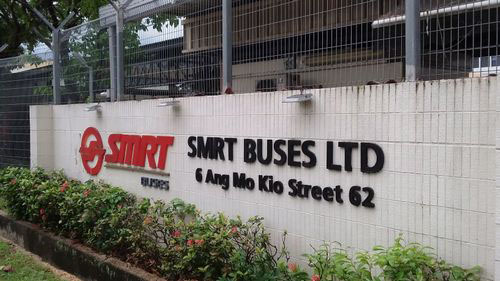 SMRT
BUSES
SMRT BUSES LTD
6 Ang Mo Kio Street 62